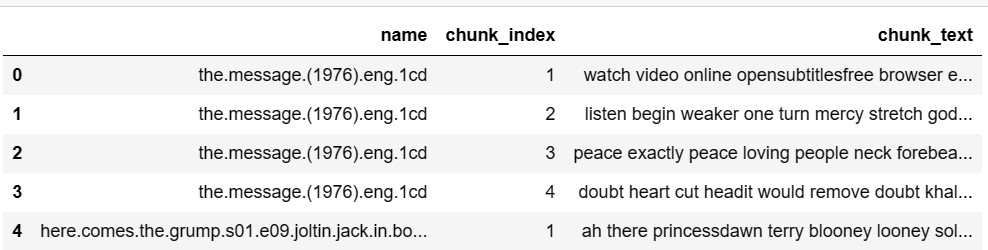 name chunk_index chunk_text
0 the.message.(1976).eng.1cd 1 watch video online opensubtitlesfree browser e...
1 the.message.(1976).eng.1cd 2 listen begin weaker one turn mercy stretch god...
2 the.message.(1976).eng.1cd 3 peace exactly peace loving people neck forebea...
3 the.message.(1976).eng.1cd 4 doubt heart cut headit would remove doubt khal...
4 here.comes.the.grump.s01.e09.joltin.jack.in.bo... 1 ah there princessdawn terry blooney looney sol...